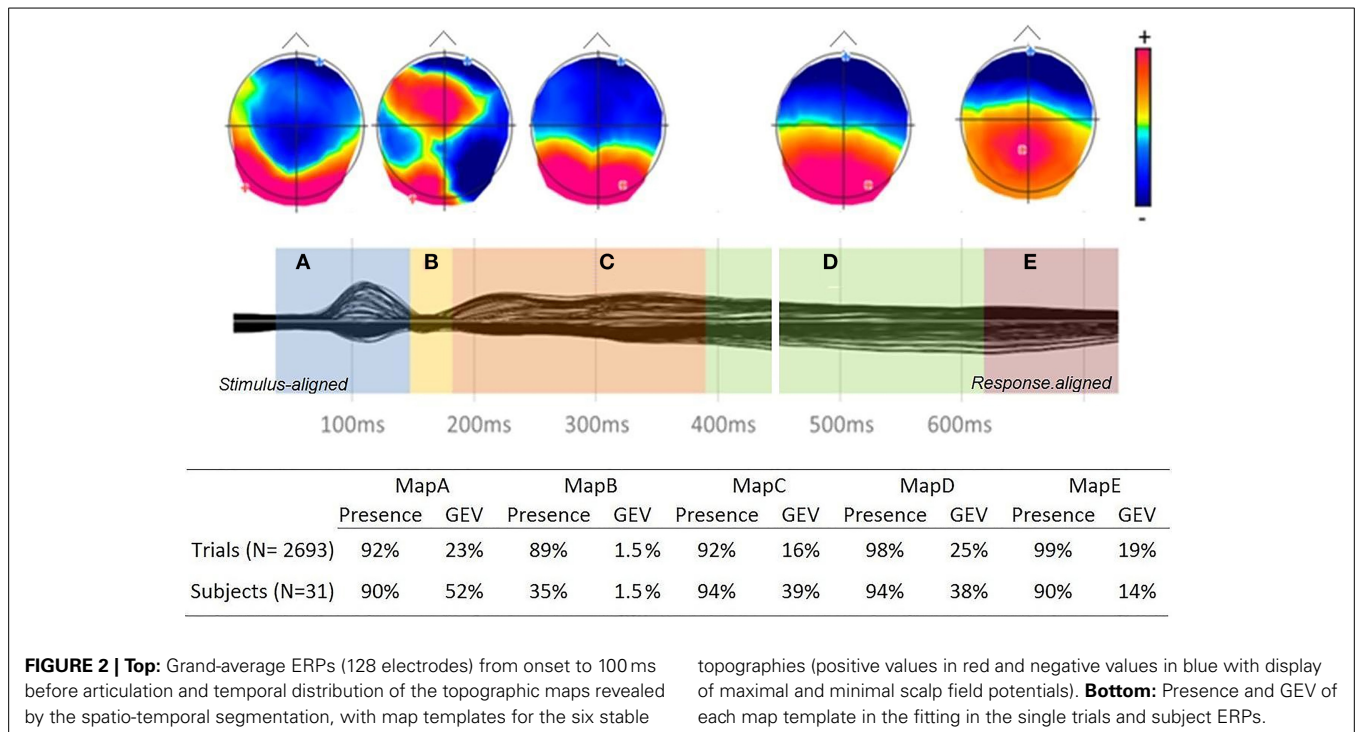 +
-
A B C D E
Stimulus-aligned Response.aligned
100ms 200ms 300ms 400ms 500ms 600ms
MapA MapB MapC MapD MapE
Presence GEV Presence GEV Presence GEV Presence GEV Presence GEV
Trials (N= 2693) 92% 23% 89% 1.5% 92% 16% 98% 25% 99% 19%
Subjects (N=31) 90% 52% 35% 1.5% 94% 39% 94% 38% 90% 14%
FIGURE 2 | Top: Grand-average ERPs (128 electrodes) from onset to 100 ms
before articulation and temporal distribution of the topographic maps revealed
by the spatio-temporal segmentation, with map templates for the six stable
topographies (positive values in red and negative values in blue with display
of maximal and minimal scalp field potentials). Bottom: Presence and GEV of
each map template in the fitting in the single trials and subject ERPs.